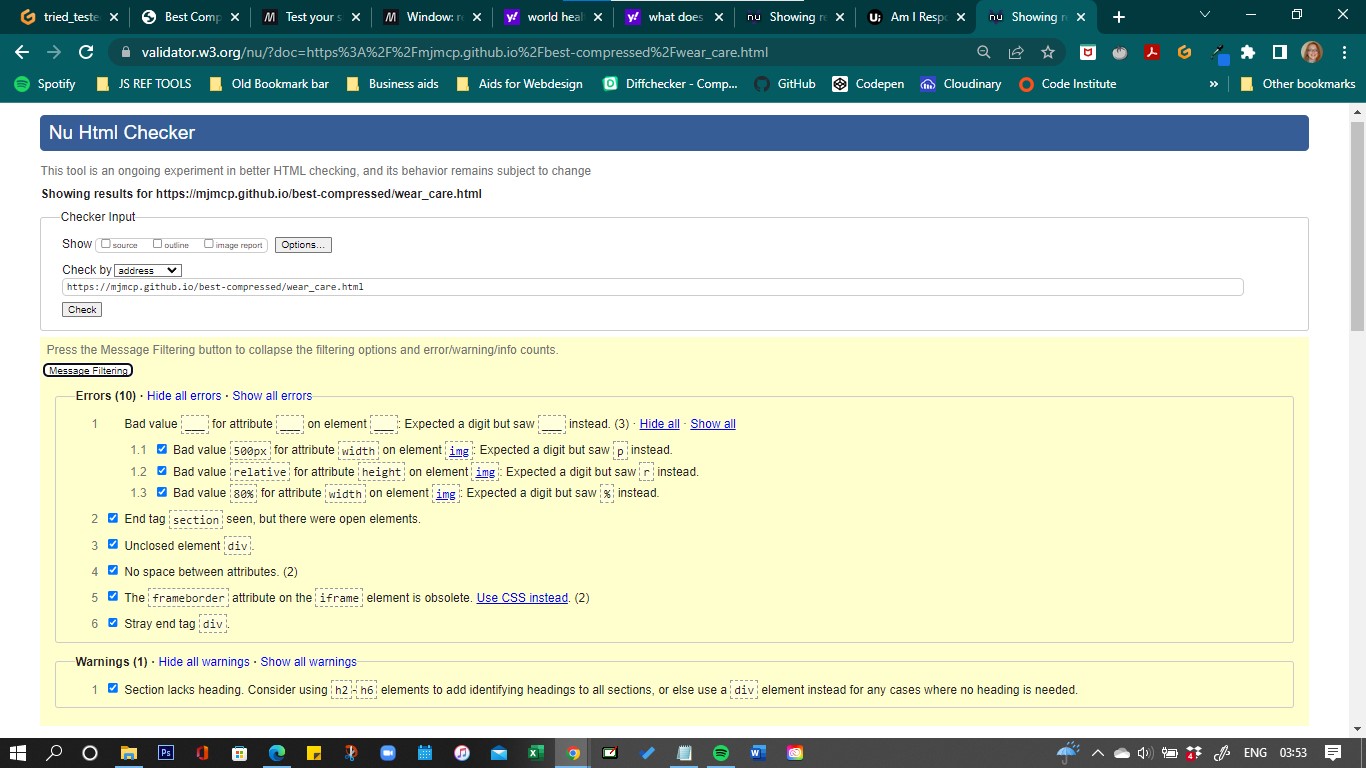 tried_teste
Best Comp
Test your s
Window: re
world heal
what does
Showing re
Am I Respo
Showing re
validator.w3.org/nu/?doc=https%3A%2F%2Fmjmcp.github.io%2Fbest-compressed%2Fwear_care.html
Spotify
JS REF TOOLS
Old Bookmark bar
Business aids
Aids for Webdesign
Diffchecker - Comp...
GitHub
Codepen
Cloudinary
Code Institute
»
Other bookmarks
Nu Html Checker
This tool is an ongoing experiment in better HTML checking, and its behavior remains subject to change
Showing results for https://mjmcp.github.io/best-compressed/wear_care.html
Checker Input
Show source outline image report Options...
Check by address
https://mjmcp.github.io/best-compressed/wear_care.html
Check
Press the Message Filtering button to collapse the filtering options and error/warning/info counts.
Message Filtering
Errors (10) · Hide all errors · Show all errors
1 Bad value ___ for attribute ___ on element ___: Expected a digit but saw ___ instead. (3) · Hide all · Show all
1.1 Bad value 500px for attribute width on element img: Expected a digit but saw p instead.
1.2 Bad value relative for attribute height on element img: Expected a digit but saw r instead.
1.3 Bad value 80% for attribute width on element img: Expected a digit but saw % instead.
2 End tag section seen, but there were open elements.
3 Unclosed element div.
4 No space between attributes. (2)
5 The frameborder attribute on the iframe element is obsolete. Use CSS instead. (2)
6 Stray end tag div.
Warnings (1) · Hide all warnings · Show all warnings
1 Section lacks heading. Consider using h2-h6 elements to add identifying headings to all sections, or else use a div element instead for any cases where no heading is needed.
ENG 03:53